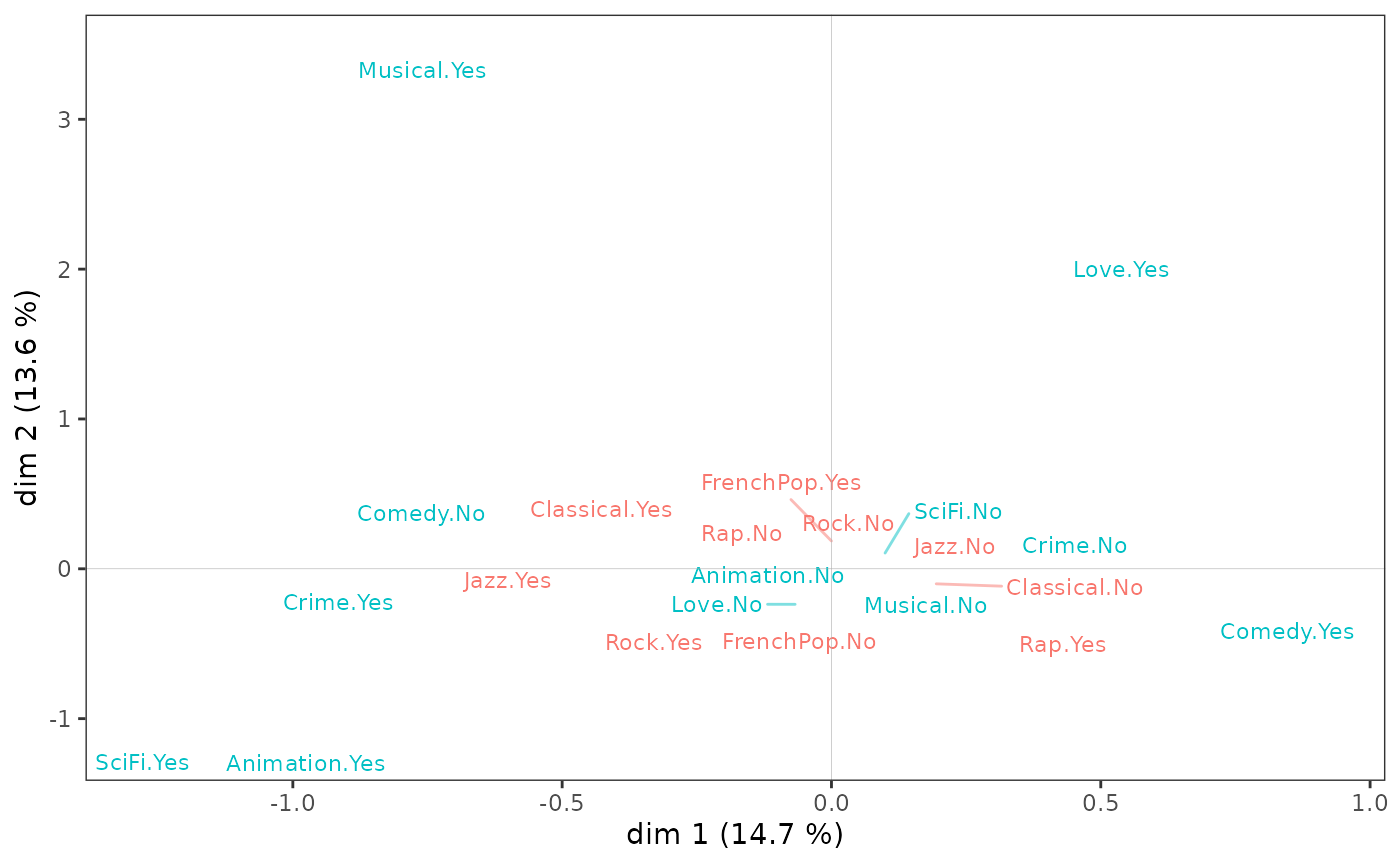 Musical.Yes
3
Love.Yes
2
dim 2 (13.6 %)
1
FrenchPop.Yes
Comedy.No
Classical.Yes
SciFi.No
Rock.No
Rap.No
Jazz.No
Crime.No
0
Animation.No
Jazz.Yes
Classical.No
Crime.Yes
Love.No
Musical.No
Comedy.Yes
Rock.Yes
FrenchPop.No
Rap.Yes
-1
SciFi.Yes
Animation.Yes
-1.0
-0.5
0.0
0.5
1.0
dim 1 (14.7 %)